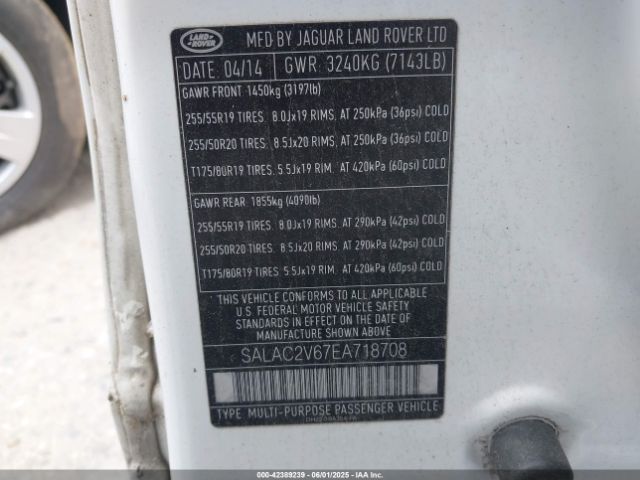 LAND ROVER
MFD BY JAGUAR LAND ROVER LTD
DATE: 04/14 GWR: 3240KG (7143LB)
GAWR FRONT 1450kg (3197lb)
255/55R19 TIRES 8.0Jx19 RIMS, AT 250kPa (36psi) COLD
255/50R20 TIRES 8.5Jx20 RIMS, AT 250kPa (36psi) COLD
T175/80R19 TIRES 5.5Jx19 RIM, AT 420kPa (60psi) COLD
GAWR REAR 1855kg (4090lb)
255/55R19 TIRES 8.0Jx19 RIMS, AT 290kPa (42psi) COLD
255/50R20 TIRES 8.5Jx20 RIMS, AT 290kPa (42psi) COLD
T175/80R19 TIRES 5.5Jx19 RIM, AT 420kPa (60psi) COLD
THIS VEHICLE CONFORMS TO ALL APPLICABLE
U.S. FEDERAL MOTOR VEHICLE SAFETY
STANDARDS IN EFFECT ON THE DATE OF
MANUFACTURE SHOWN ABOVE.
SALAC2V67EA718708
TYPE: MULTI-PURPOSE PASSENGER VEHICLE
00-42389239 - 06/01/2025 - COPYRIGHT IAA, LLC.